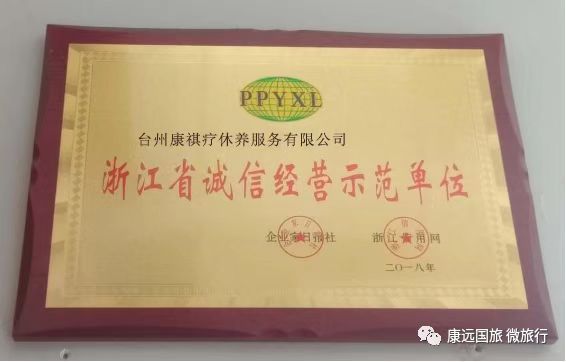 PPYXL
台州康祺疗休养服务有限公司
浙江省诚信经营示范单位
企业家日报社 浙江信用网
二〇一八年
康远国旅 微旅行